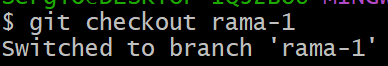 $ git checkout rama-1
Switched to branch 'rama-1'